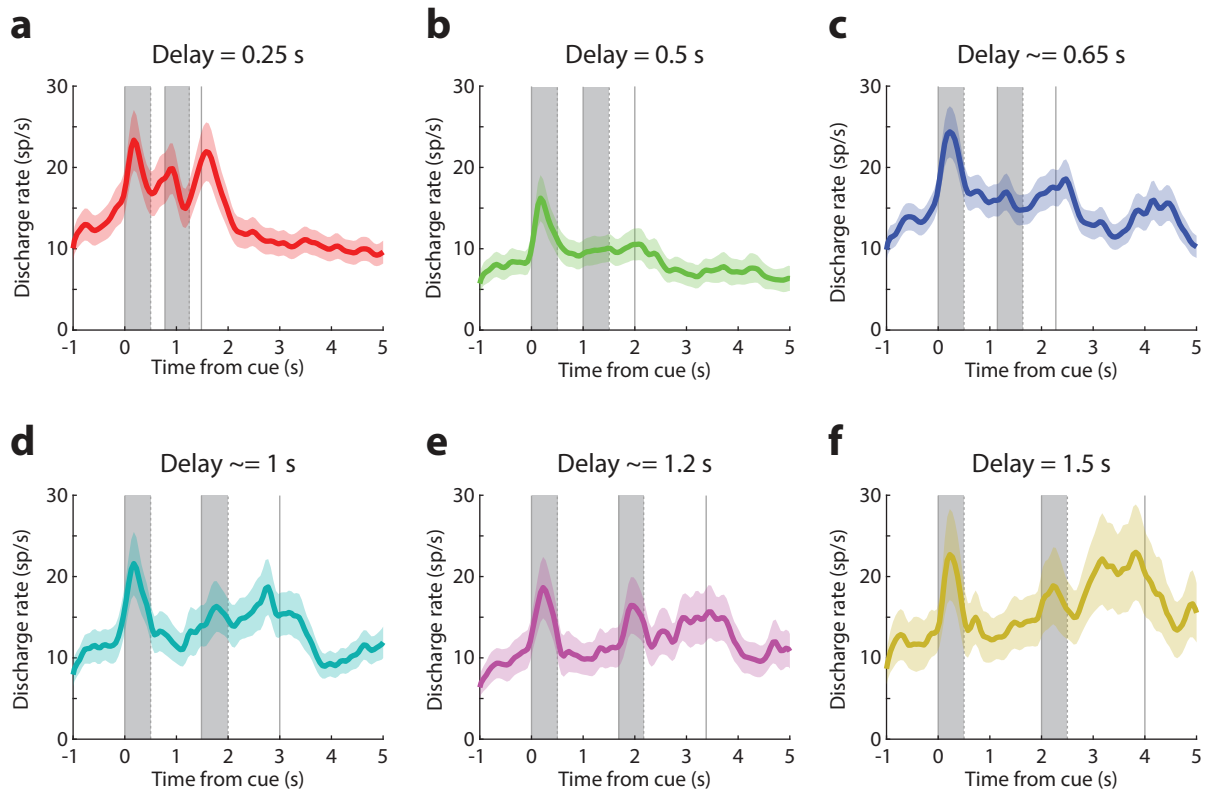 a
Delay = 0.25 s
Discharge rate (sp/s)
30
20
10
0
-1 0 1 2 3 4 5
Time from cue (s)
b
Delay = 0.5 s
Discharge rate (sp/s)
30
20
10
0
-1 0 1 2 3 4 5
Time from cue (s)
c
Delay ~= 0.65 s
Discharge rate (sp/s)
30
20
10
0
-1 0 1 2 3 4 5
Time from cue (s)
d
Delay ~= 1 s
Discharge rate (sp/s)
30
20
10
0
-1 0 1 2 3 4 5
Time from cue (s)
e
Delay ~= 1.2 s
Discharge rate (sp/s)
30
20
10
0
-1 0 1 2 3 4 5
Time from cue (s)
f
Delay = 1.5 s
Discharge rate (sp/s)
30
20
10
0
-1 0 1 2 3 4 5
Time from cue (s)